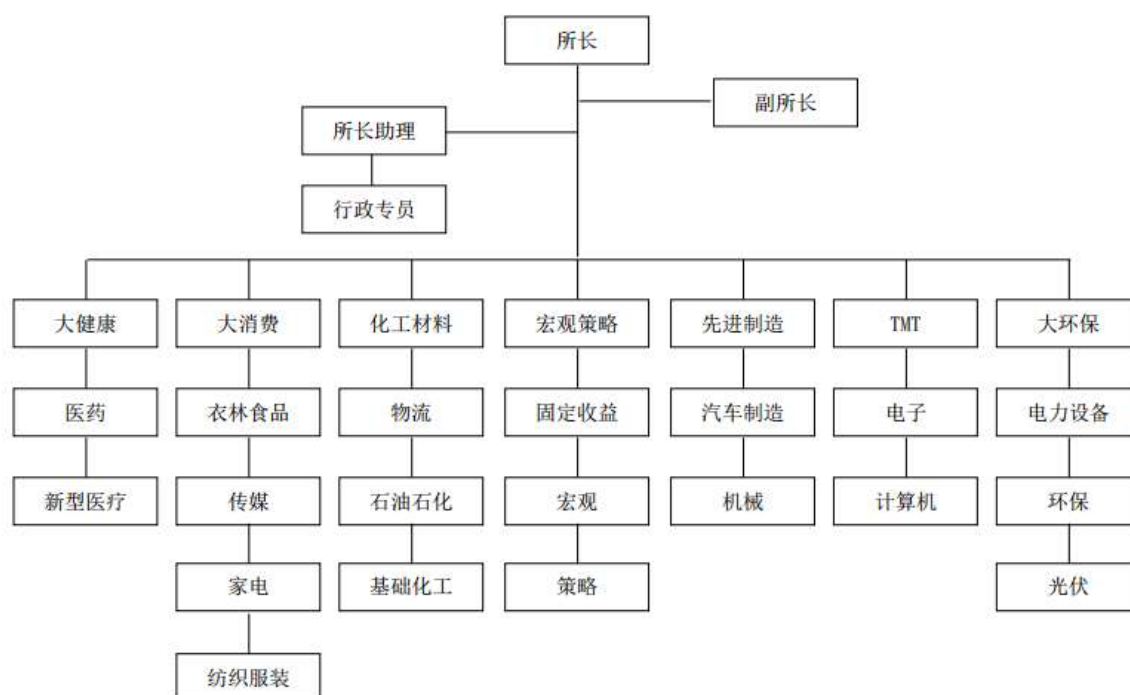 所长
副所长
所长助理
行政专员
大健康 大消费 化工材料 宏观策略 先进制造 TMT 大环保
医药 衣林食品 物流 固定收益 汽车制造 电子 电力设备
新型医疗 传媒 石油石化 宏观 机械 计算机 环保
家电 基础化工 策略 光伏
纺织服装